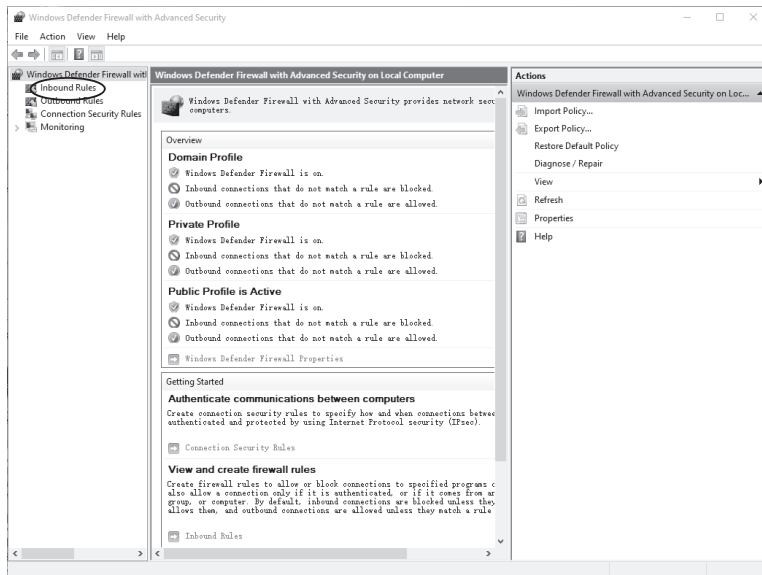 Windows Defender Firewall with Advanced Security
File Action View Help
Windows Defender Firewall witl
Inbound Rules
Outbound Rules
Connection Security Rules
Monitoring
Windows Defender Firewall with Advanced Security on Local Computer
Windows Defender Firewall with Advanced Security provides network secu
computers.
Overview
Domain Profile
Windows Defender Firewall is on.
Inbound connections that do not match a rule are blocked.
Outbound connections that do not match a rule are allowed.
Private Profile
Windows Defender Firewall is on.
Inbound connections that do not match a rule are blocked.
Outbound connections that do not match a rule are allowed.
Public Profile is Active
Windows Defender Firewall is on.
Inbound connections that do not match a rule are blocked.
Outbound connections that do not match a rule are allowed.
Windows Defender Firewall Properties
Getting Started
Authenticate communications between computers
Create connection security rules to specify how and when connections betwee
authenticated and protected by using Internet Protocol security (IPsec).
Connection Security Rules
View and create firewall rules
Create firewall rules to allow or block connections to specified programs o
also allow a connection only if it is authenticated, or if it comes from an
group, or computer. By default, inbound connections are blocked unless they
allows them, and outbound connections are allowed unless they match a rule
Inbound Rules
Actions
Windows Defender Firewall with Advanced Security on Loc...
Import Policy...
Export Policy...
Restore Default Policy
Diagnose / Repair
View
Refresh
Properties
Help